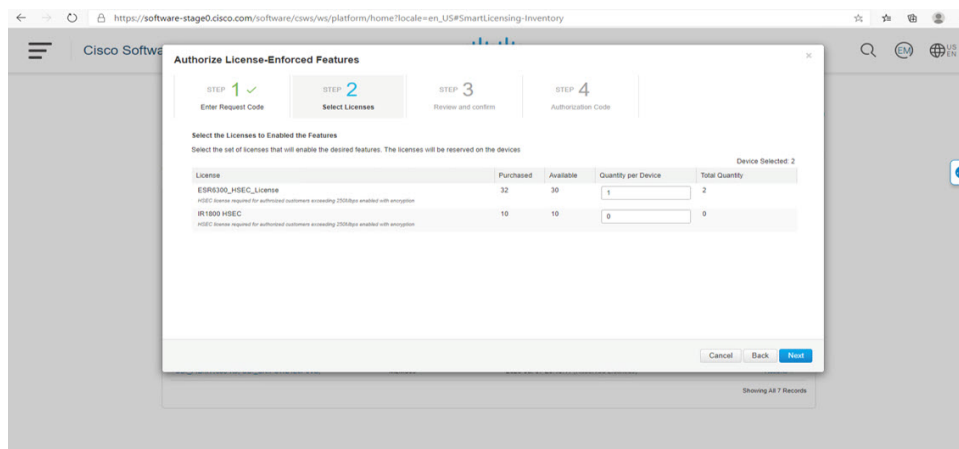 https://software-stage0.cisco.com/software/csws/ws/platform/home?locale=en_US#SmartLicensing-Inventory
Cisco Softwa
EM
US
EN
Authorize License-Enforced Features
STEP 1
Enter Request Code
STEP 2
Select Licenses
STEP 3
Review and confirm
STEP 4
Authorization Code
Select the Licenses to Enabled the Features
Select the set of licenses that will enable the desired features. The licenses will be reserved on the devices
Device Selected: 2
License Purchased Available Quantity per Device Total Quantity
ESR6300_HSEC_License 32 30 1 2
HSEC license required for authorized customers exceeding 250Mbps enabled with encryption
IR1800 HSEC 10 10 0 0
HSEC license required for authorized customers exceeding 250Mbps enabled with encryption
Cancel Back Next
Showing All 7 Records